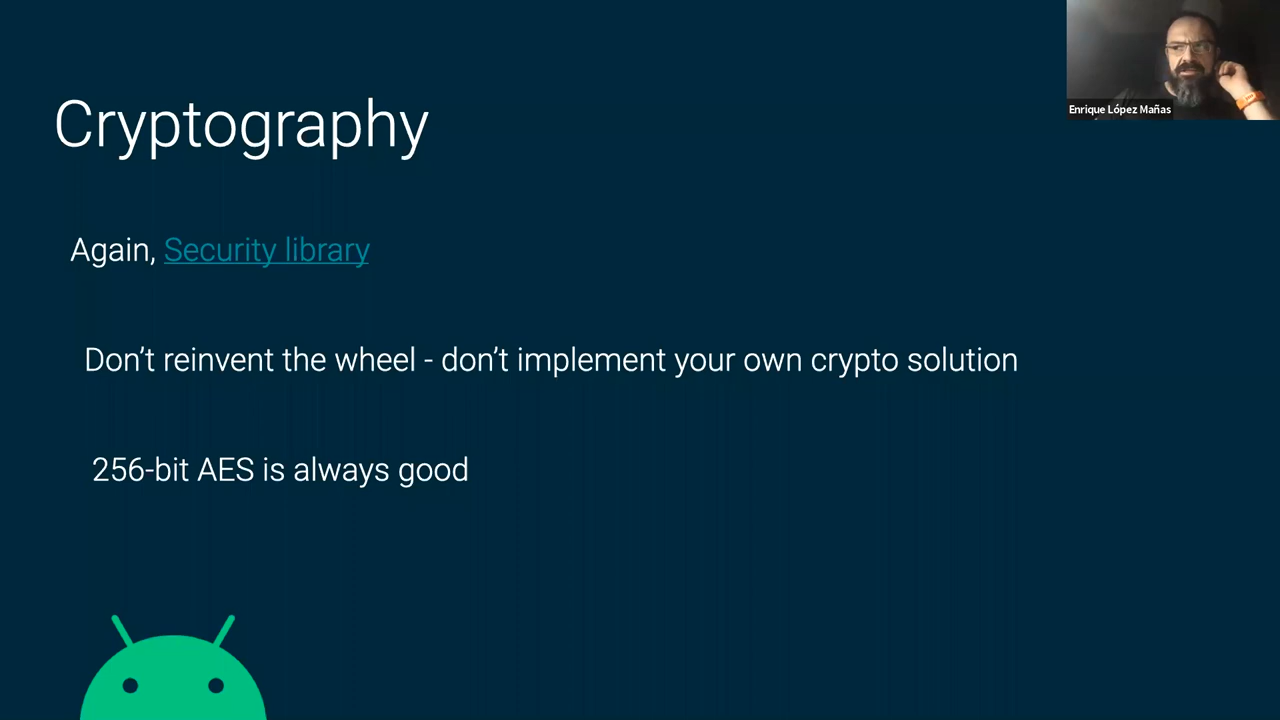 Cryptography
Again, Security library
Don't reinvent the wheel - don't implement your own crypto solution
256-bit AES is always good
Enrique López Mañas